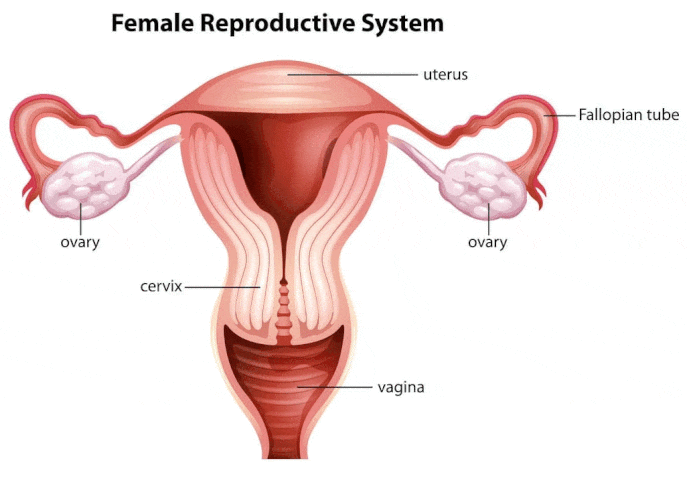 Female Reproductive System
uterus
Fallopian tube
ovary
ovary
cervix
vagina